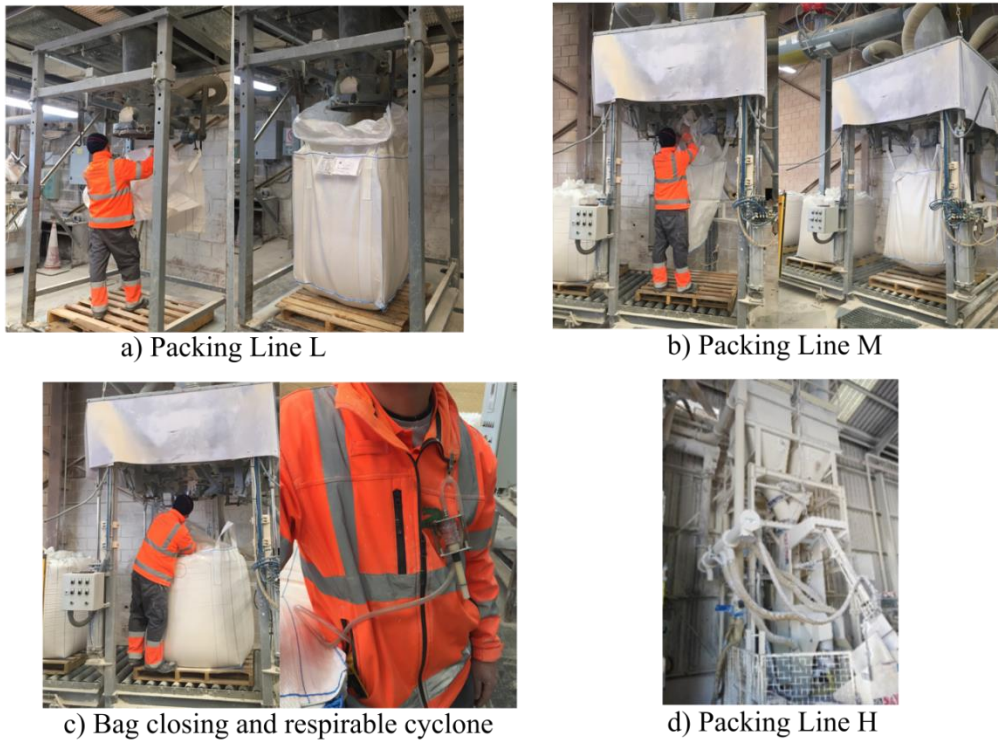 a) Packing Line L
b) Packing Line M
c) Bag closing and respirable cyclone
d) Packing Line H